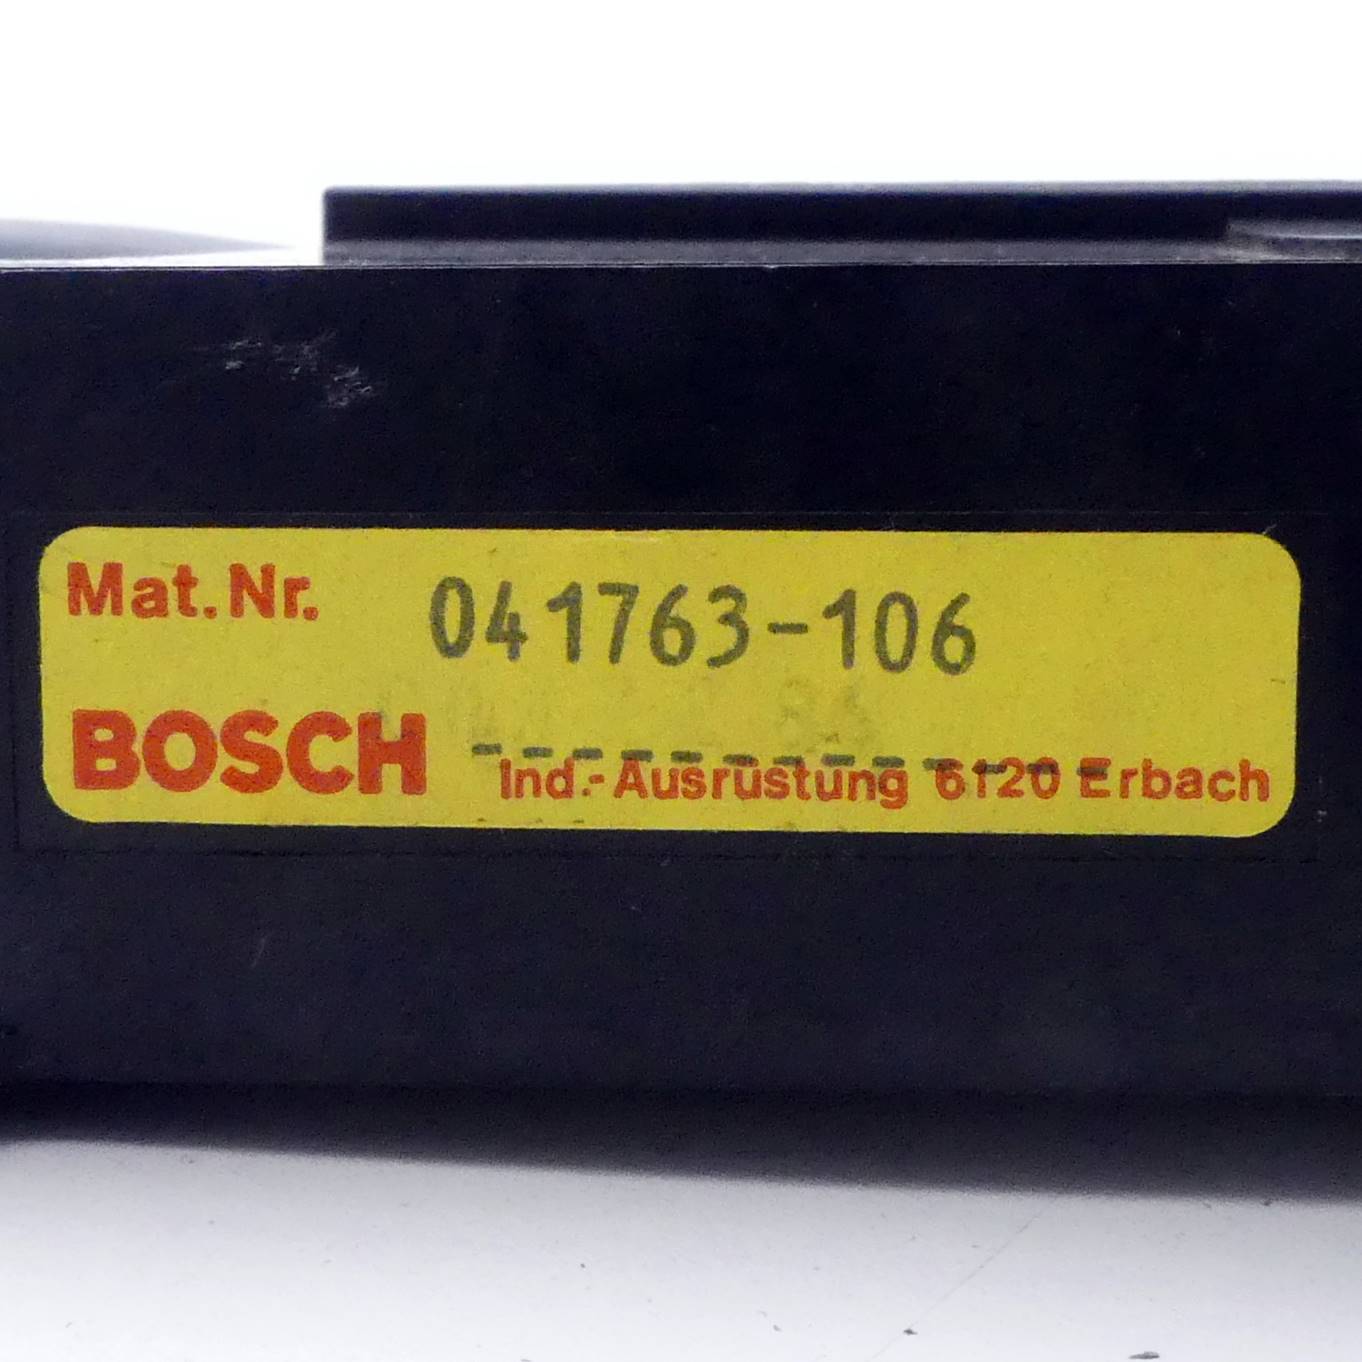 Mat.Nr. 041763-106
BOSCH Ind.-Ausrüstung 6120 Erbach